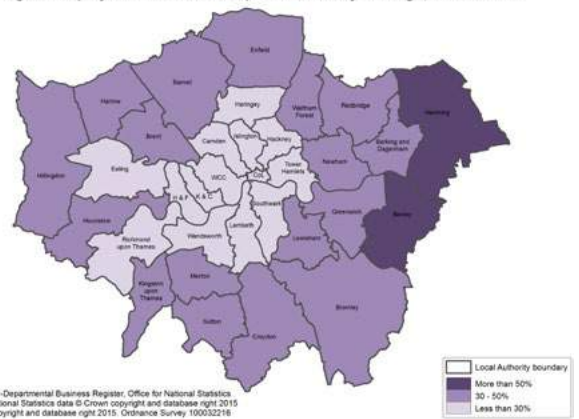 Enfield
Barnet
Harrow
Haringey
Waltham
Forest
Redbridge
Havering
Brent
Camden
Islington
Hackney
Barking and
Dagenham
Hillingdon
Ealing
WCC
CoL
Tower
Hamlets
Newham
H & F
K & C
Southwark
Greenwich
Bexley
Hounslow
Richmond
upon Thames
Wandsworth
Lambeth
Lewisham
Merton
Kingston
upon
Thames
Sutton
Croydon
Bromley
-Departmental Business Register, Office for National Statistics
tional Statistics data © Crown copyright and database right 2015
pyright and database right 2015. Ordnance Survey 100032216
Local Authority boundary
More than 50%
30 - 50%
Less than 30%